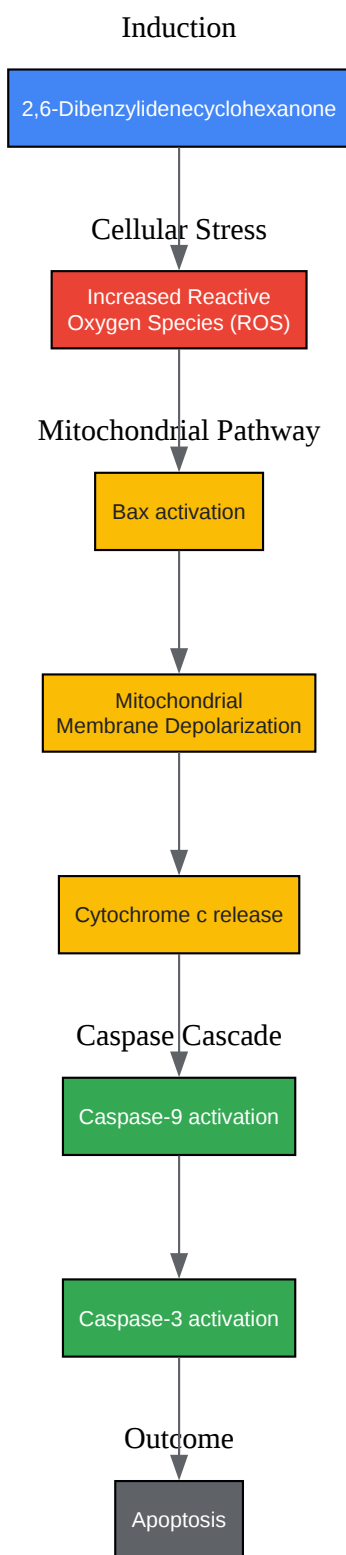 Induction
2,6-Dibenzylidenecyclohexanone
Cellular Stress
Increased Reactive
Oxygen Species (ROS)
Mitochondrial Pathway
Bax activation
Mitochondrial
Membrane Depolarization
Cytochrome c release
Caspase Cascade
Caspase-9 activation
Caspase-3 activation
Outcome
Apoptosis